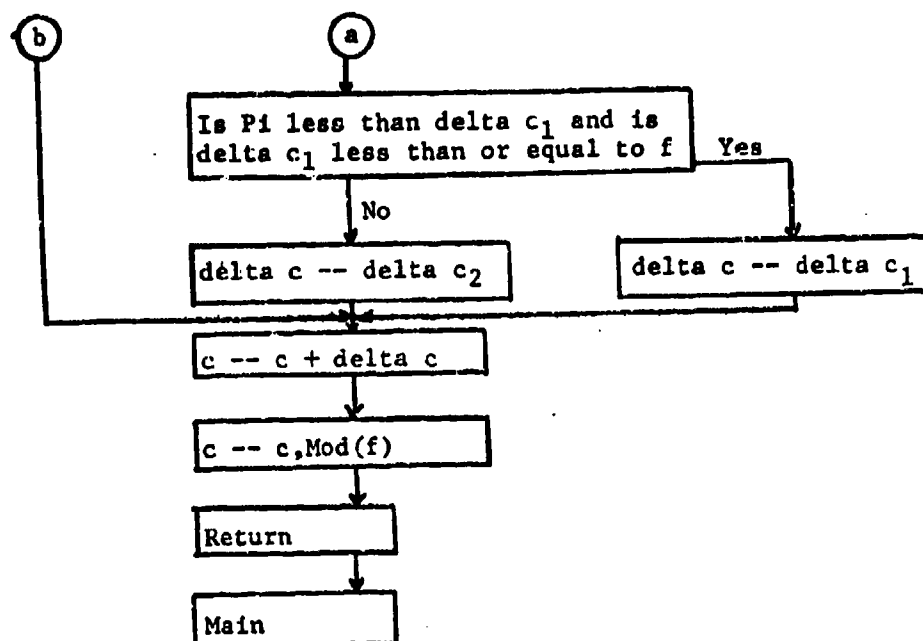 b
a
Is Pi less than delta c₁ and is
delta c₁ less than or equal to f
Yes
No
delta c -- delta c₂
delta c -- delta c₁
c -- c + delta c
c -- c,Mod(f)
Return
Main